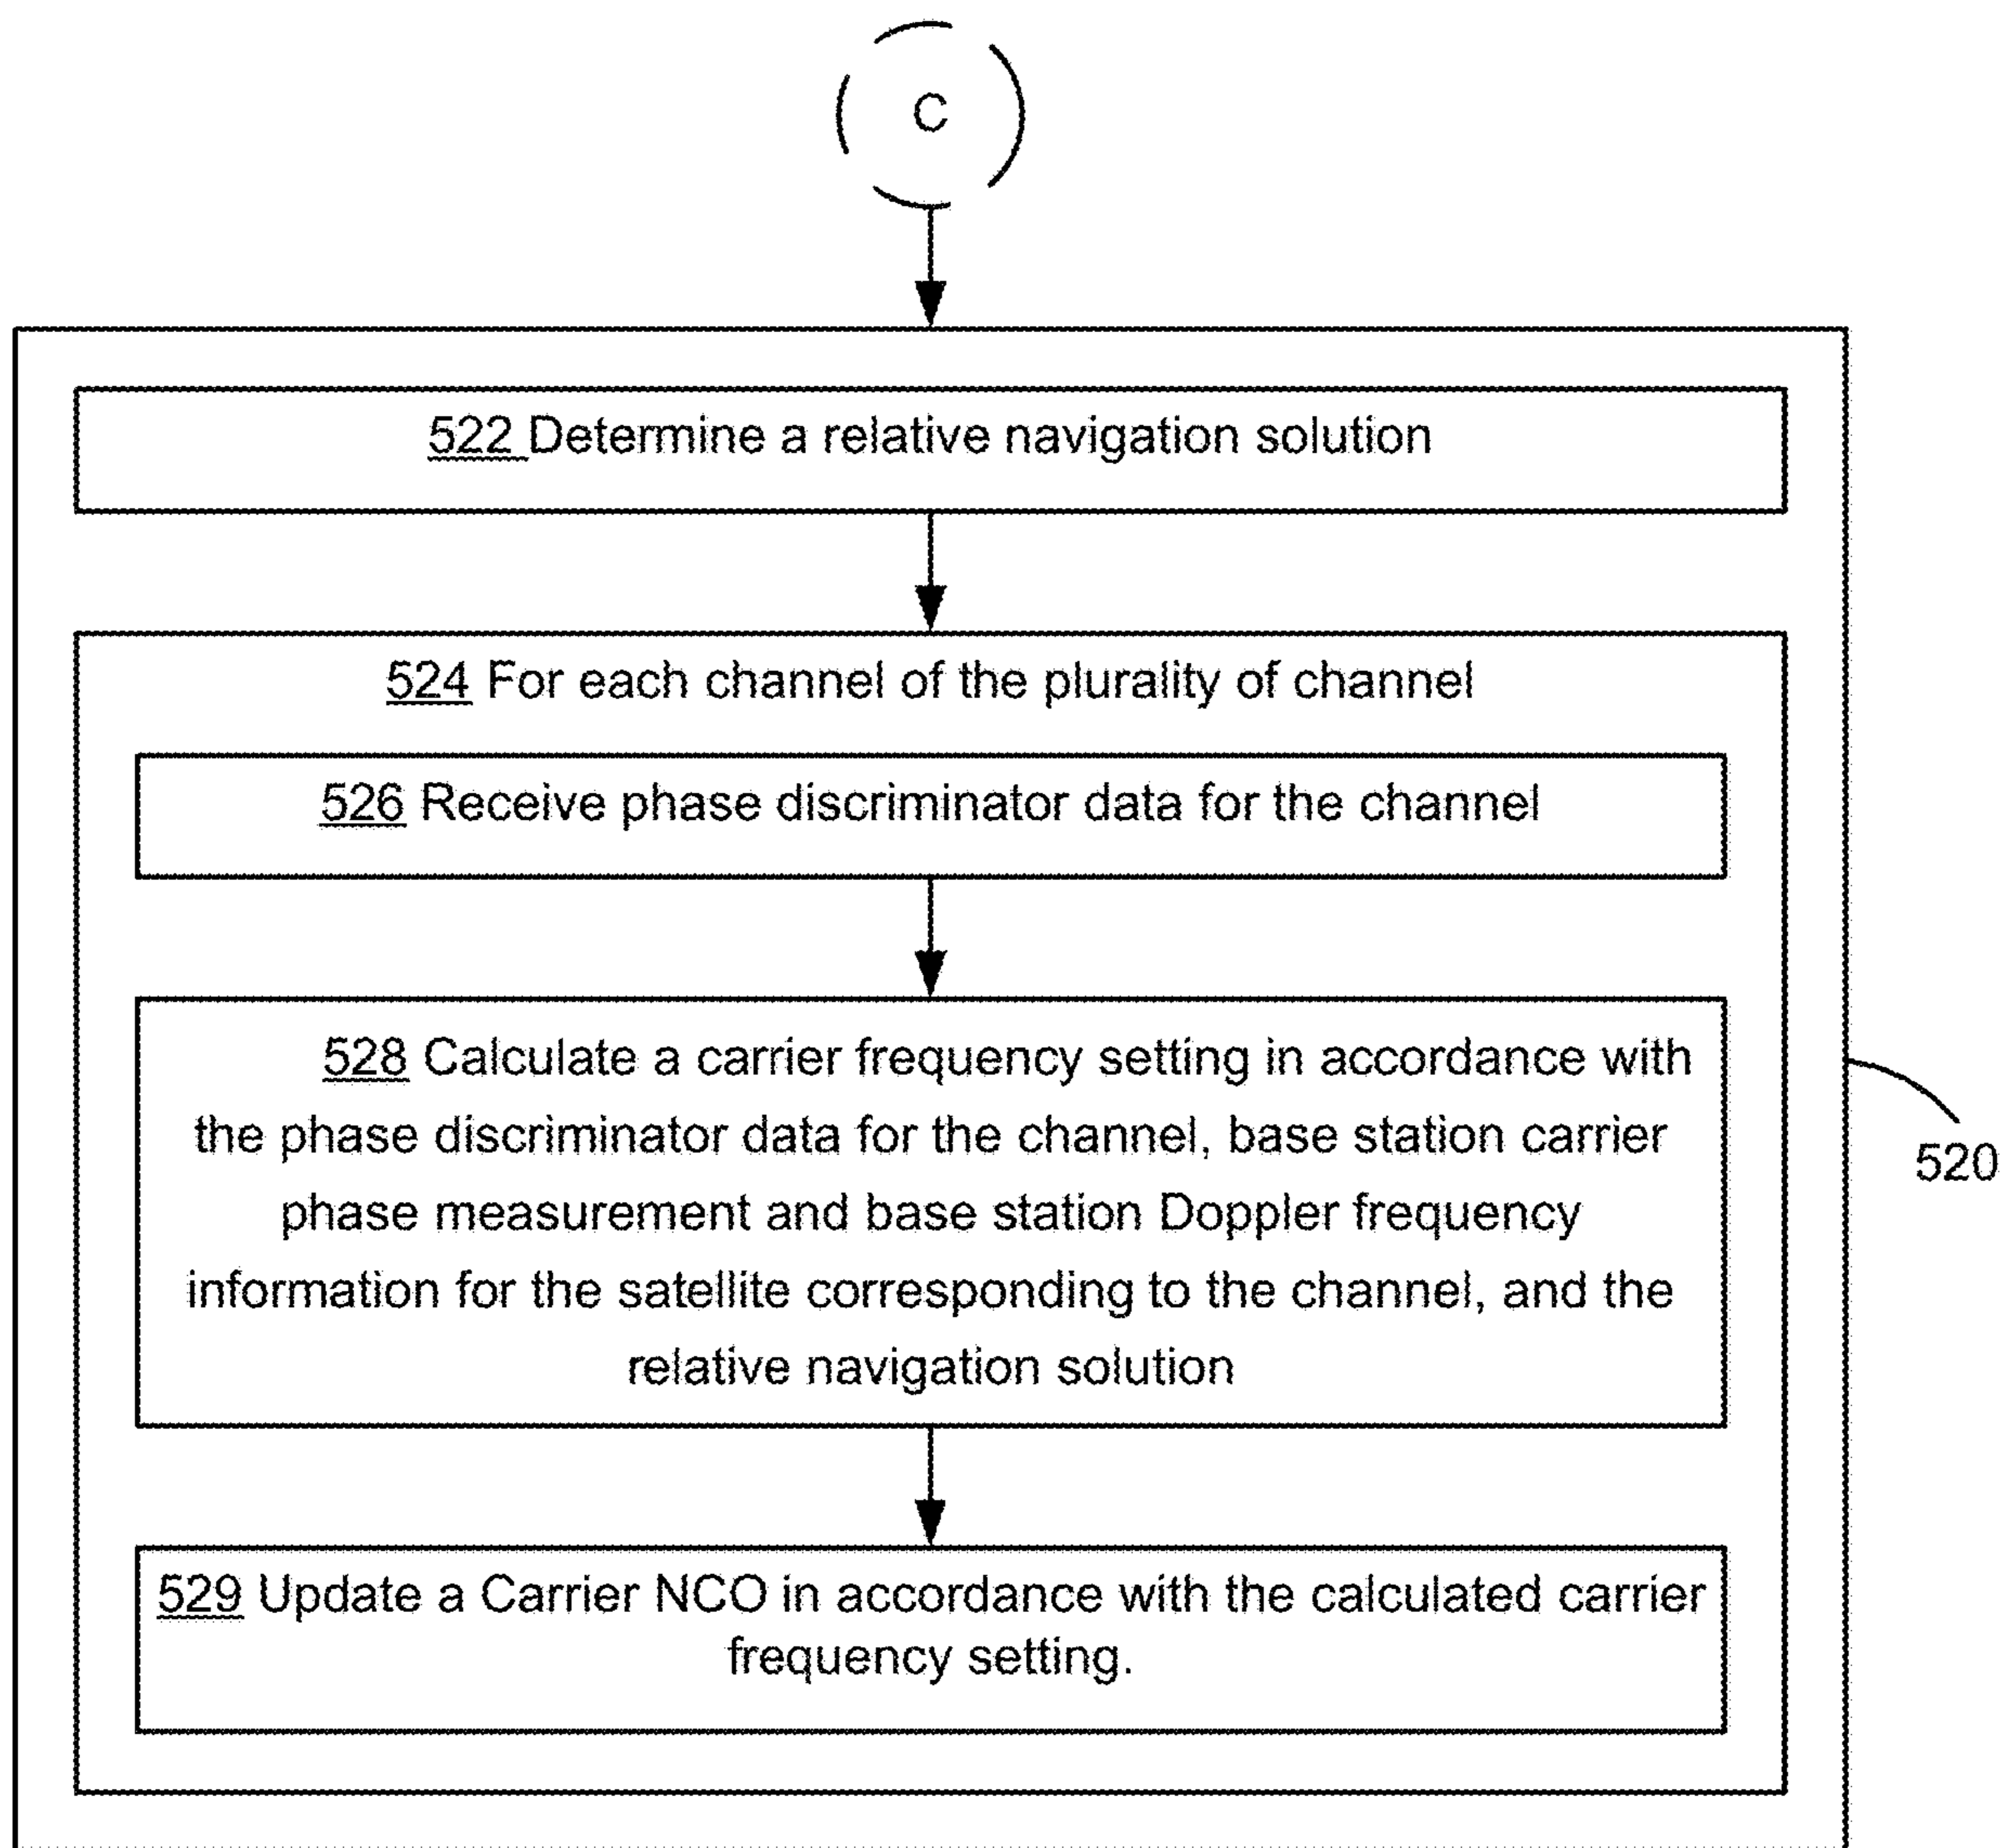 C
522 Determine a relative navigation solution
524 For each channel of the plurality of channel
526 Receive phase discriminator data for the channel
528 Calculate a carrier frequency setting in accordance with
the phase discriminator data for the channel, base station carrier
phase measurement and base station Doppler frequency
information for the satellite corresponding to the channel, and the
relative navigation solution
520
529 Update a Carrier NCO in accordance with the calculated carrier
frequency setting.